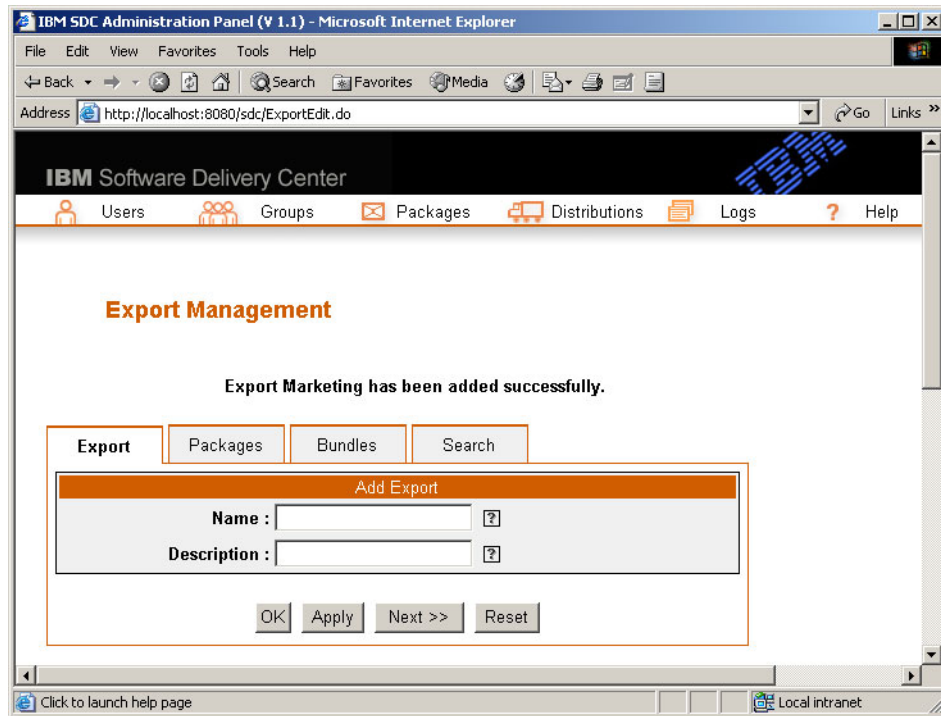 IBM SDC Administration Panel (V 1.1) - Microsoft Internet Explorer
File Edit View Favorites Tools Help
Back Search Favorites Media
Address http://localhost:8080/sdc/ExportEdit.do Go Links »
IBM Software Delivery Center
IBM
Users Groups Packages Distributions Logs ? Help
Export Management
Export Marketing has been added successfully.
Export Packages Bundles Search
Add Export
Name : ?
Description : ?
OK Apply Next >> Reset
Click to launch help page Local intranet